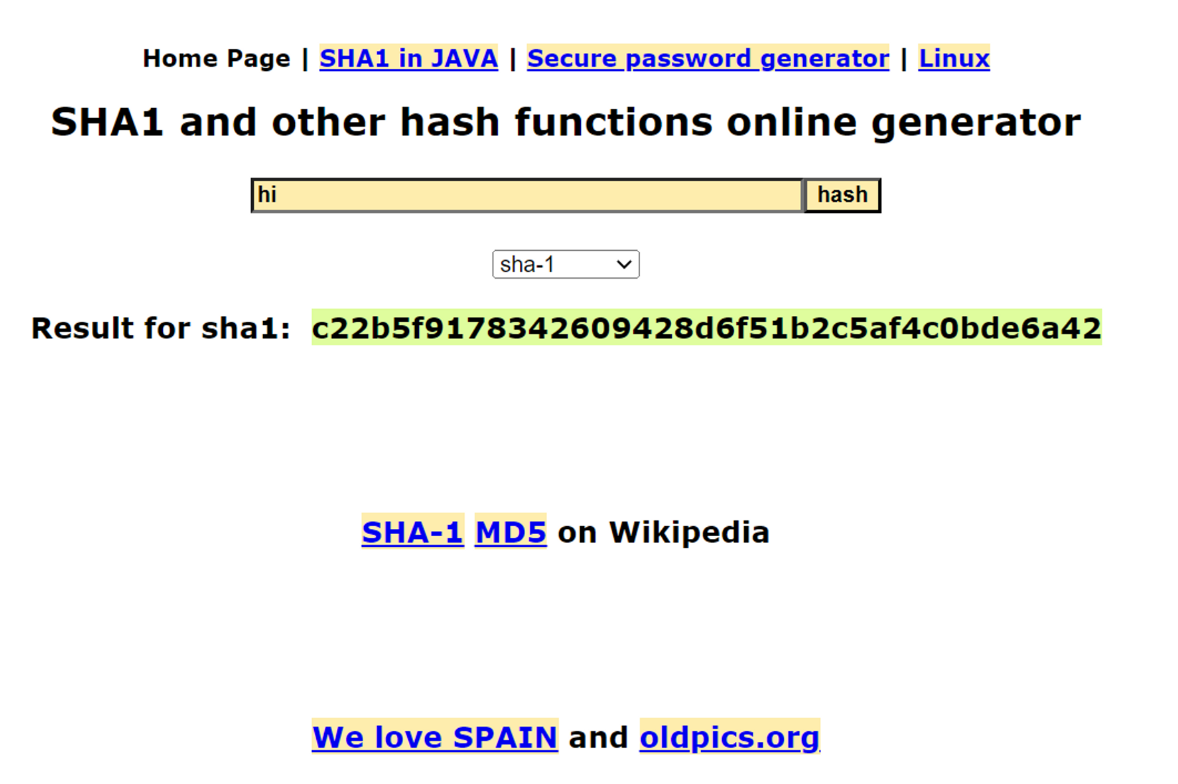 Home Page | SHA1 in JAVA | Secure password generator | Linux
SHA1 and other hash functions online generator
hi hash
sha-1
Result for sha1: c22b5f9178342609428d6f51b2c5af4c0bde6a42
SHA-1 MD5 on Wikipedia
We love SPAIN and oldpics.org